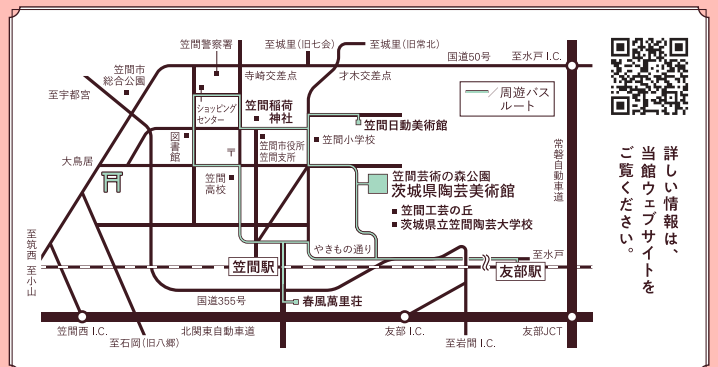 笠間警察署
至城里(旧七会)
至城里(旧常北)
国道50号
至水戸 I.C.
笠間市
総合公園
寺崎交差点
才木交差点
至宇都宮
周遊バス
ルート
ショッピング
センター
笠間稲荷
神社
笠間日動美術館
図書館
笠間市役所
笠間支所
笠間小学校
〒
大鳥居
笠間
高校
笠間芸術の森公園
茨城県陶芸美術館
常磐自動車道
笠間工芸の丘
茨城県立笠間陶芸大学校
至筑西
至小山
やきもの通り
至水戸
笠間駅
友部駅
国道355号
春風萬里荘
笠間西 I.C.
北関東自動車道
友部 I.C.
友部JCT
至石岡(旧八郷)
至岩間 I.C.
詳しい情報は、
当館ウェブサイトを
ご覧ください。